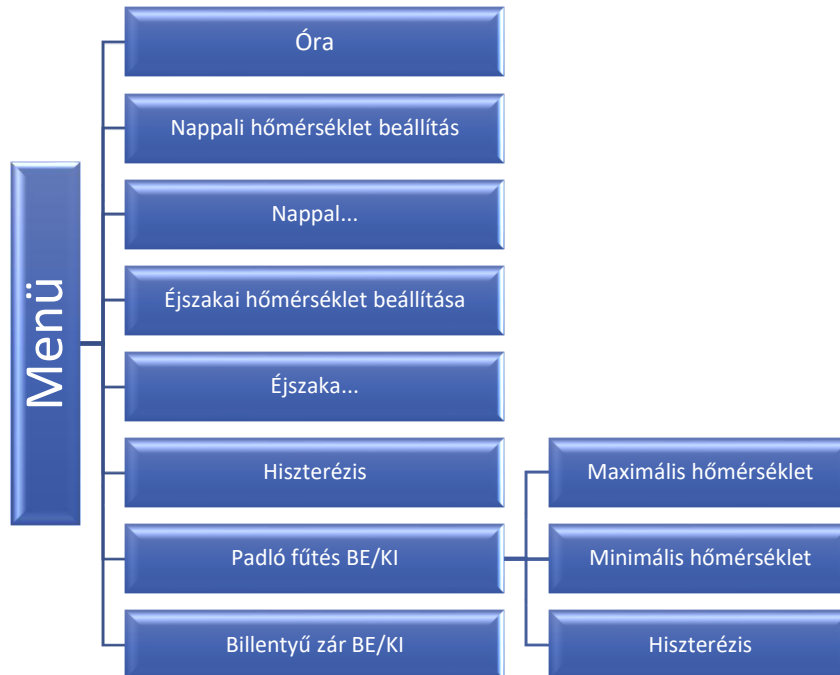 Menü
Óra
Nappali hőmérséklet beállítás
Nappal...
Éjszakai hőmérséklet beállítása
Éjszaka...
Hiszterézis
Padló fűtés BE/KI
Maximális hőmérséklet
Minimális hőmérséklet
Hiszterézis
Billentyű zár BE/KI